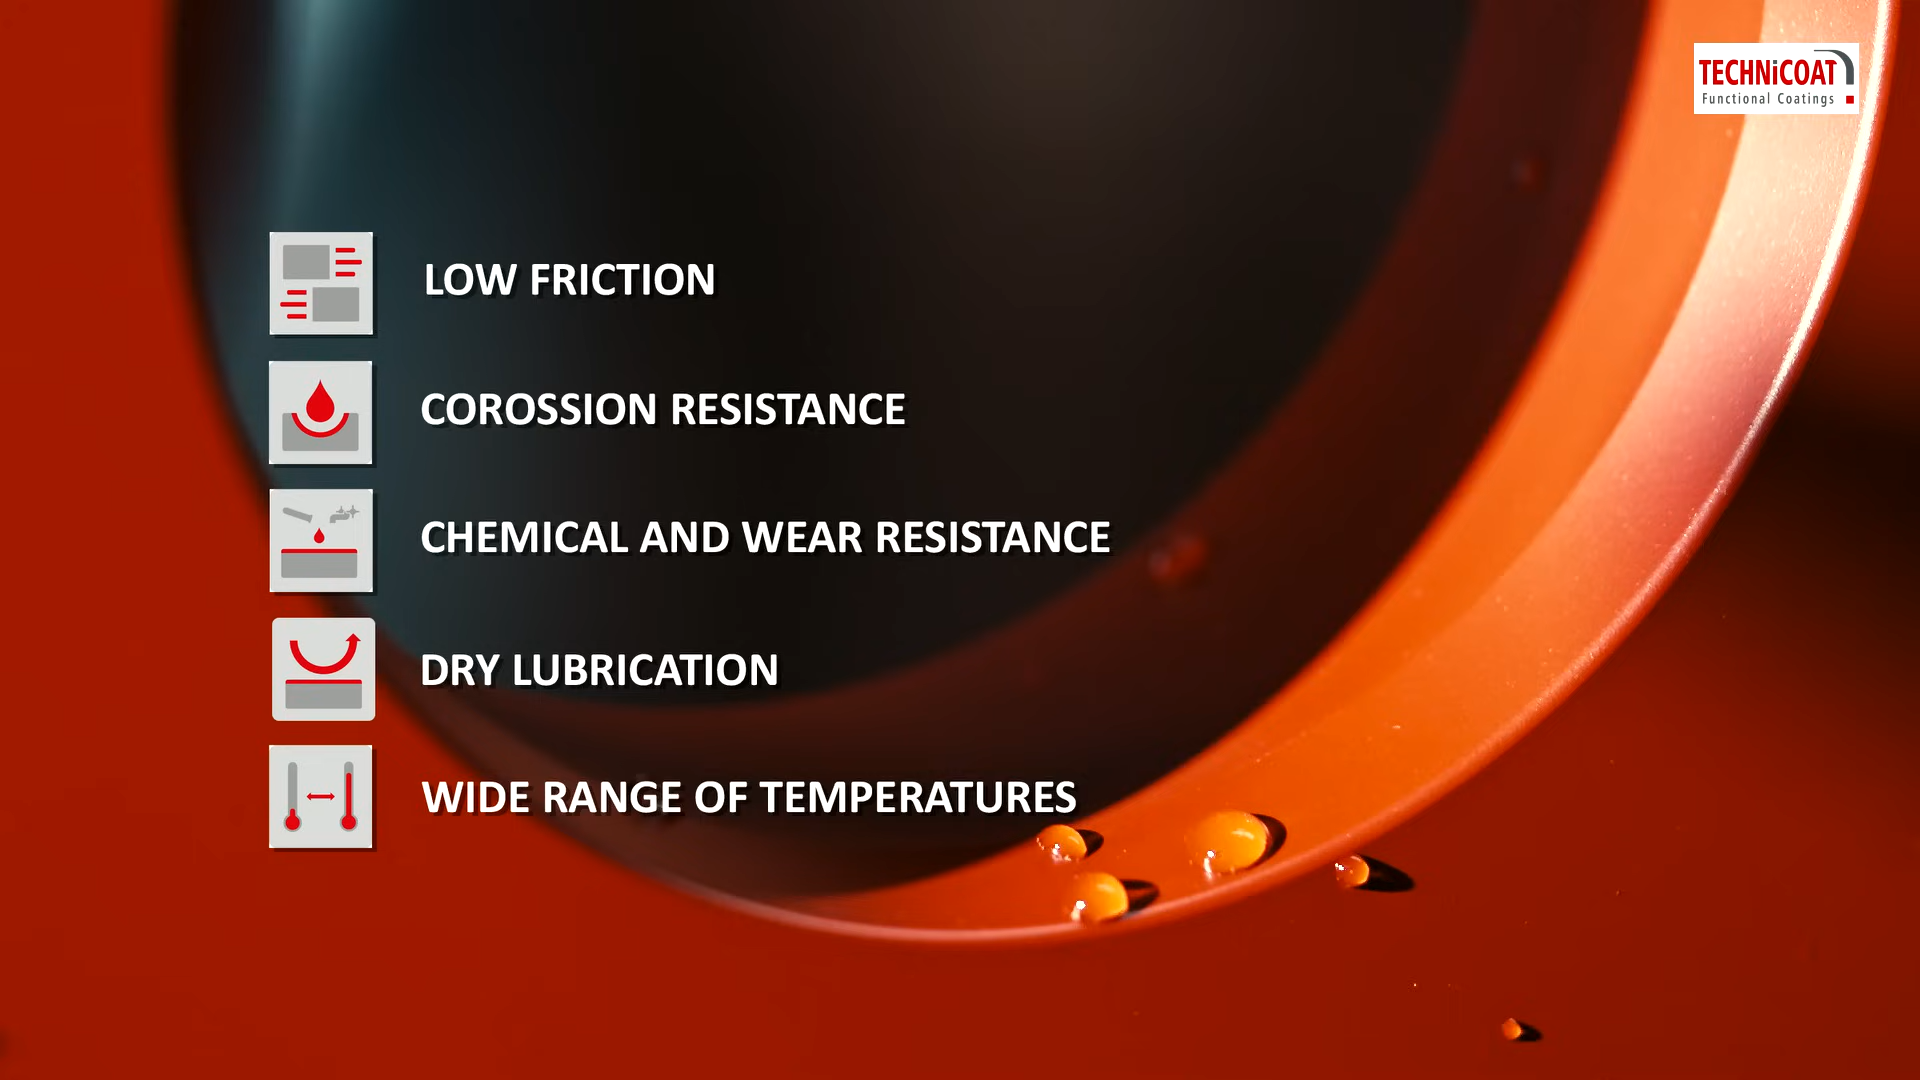 TECHNiCOAT
Functional Coatings
LOW FRICTION
COROSSION RESISTANCE
CHEMICAL AND WEAR RESISTANCE
DRY LUBRICATION
WIDE RANGE OF TEMPERATURES